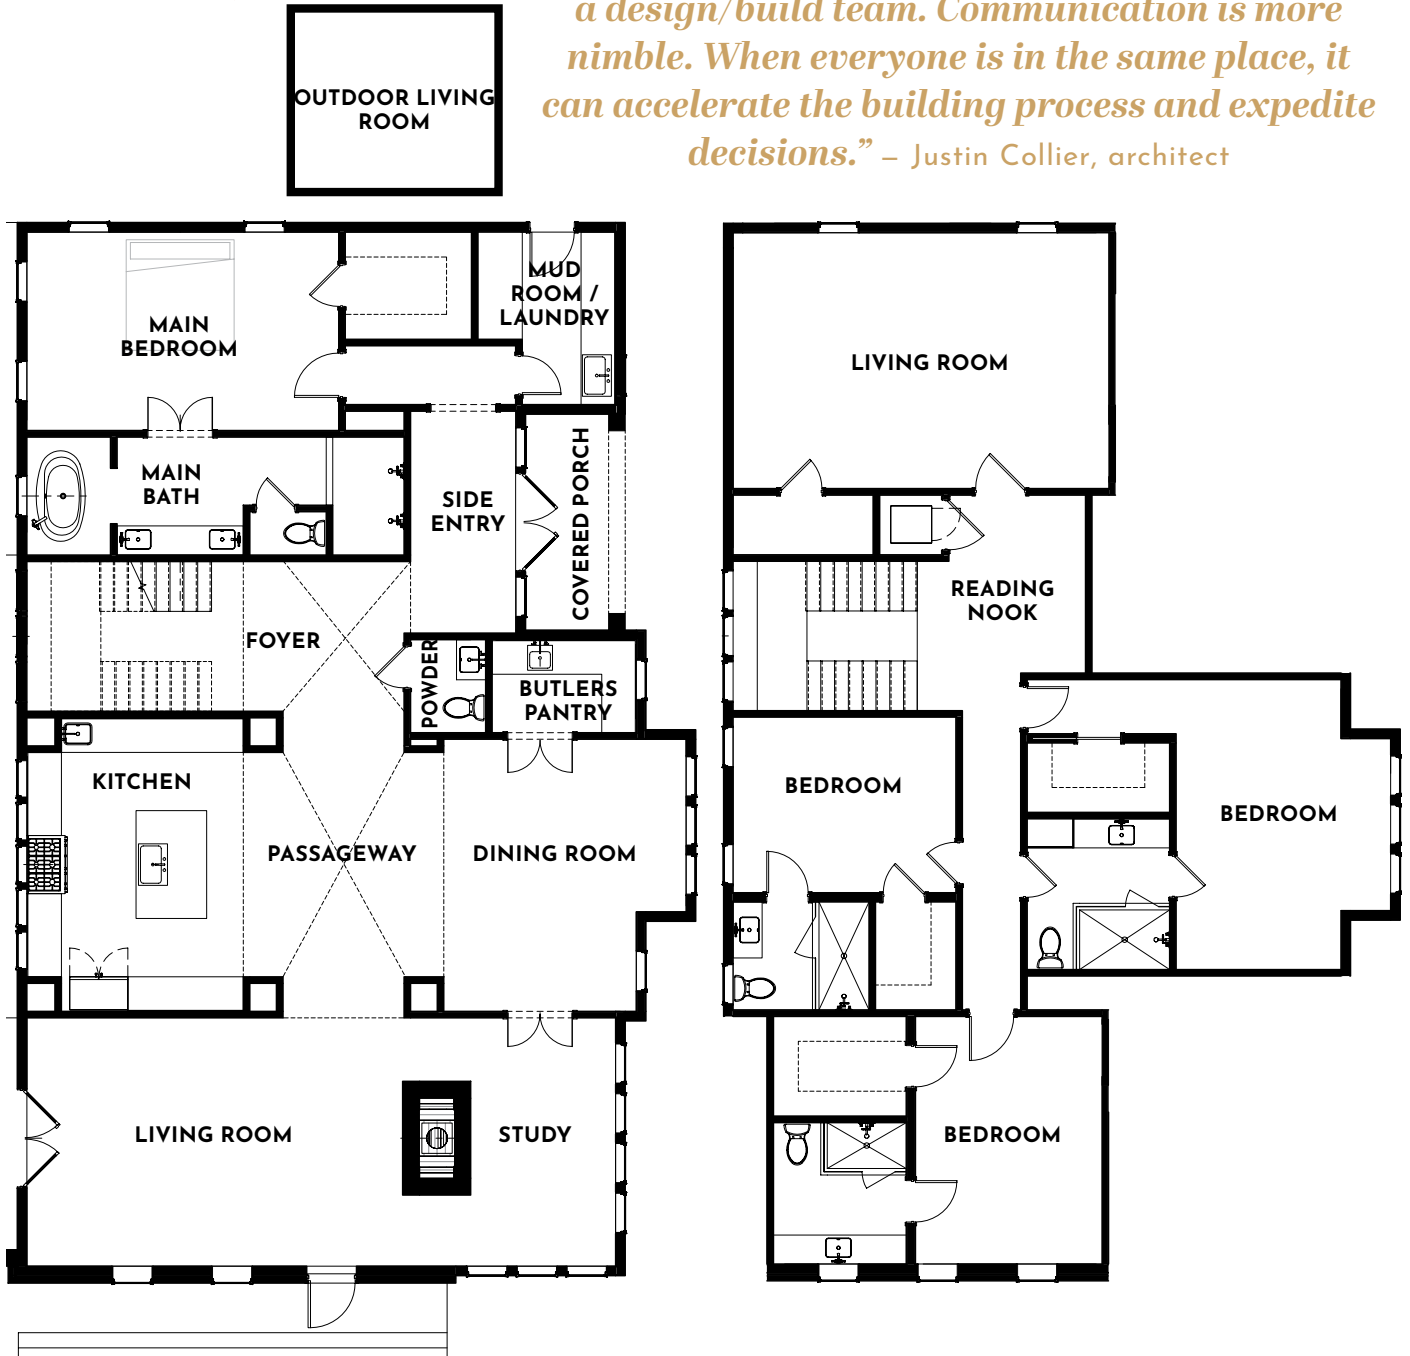 a design/build team. Communication is more
nimble. When everyone is in the same place, it
can accelerate the building process and expedite
decisions.” – Justin Collier, architect
OUTDOOR LIVING
ROOM
MAIN
BEDROOM
MUD
ROOM /
LAUNDRY
MAIN
BATH
SIDE
ENTRY
COVERED PORCH
FOYER
POWDER
BUTLERS
PANTRY
KITCHEN
PASSAGEWAY
DINING ROOM
LIVING ROOM
STUDY
LIVING ROOM
READING
NOOK
BEDROOM
BEDROOM
BEDROOM